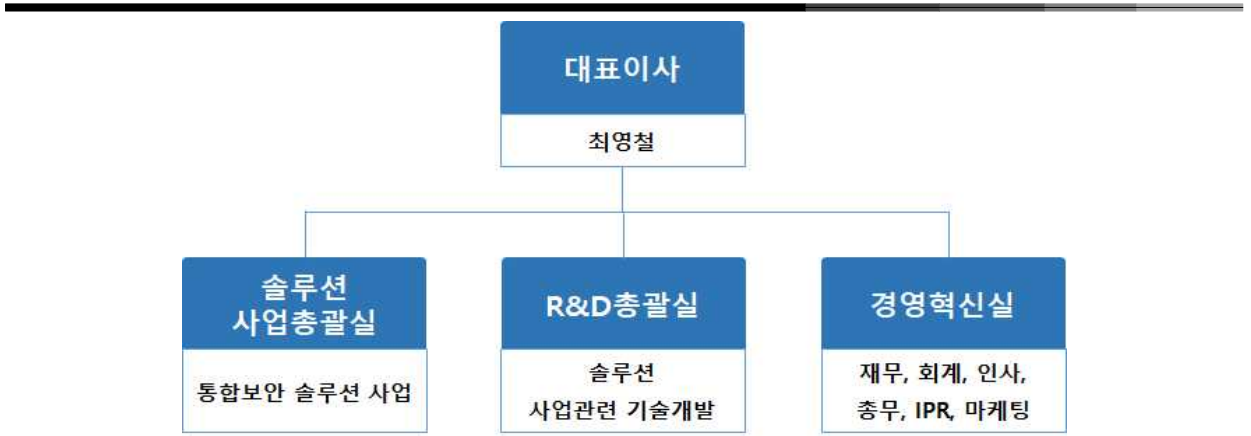 대표이사
최영철
솔루션
사업총괄실
통합보안 솔루션 사업
R&D총괄실
솔루션
사업관련 기술개발
경영혁신실
재무, 회계, 인사,
총무, IPR, 마케팅